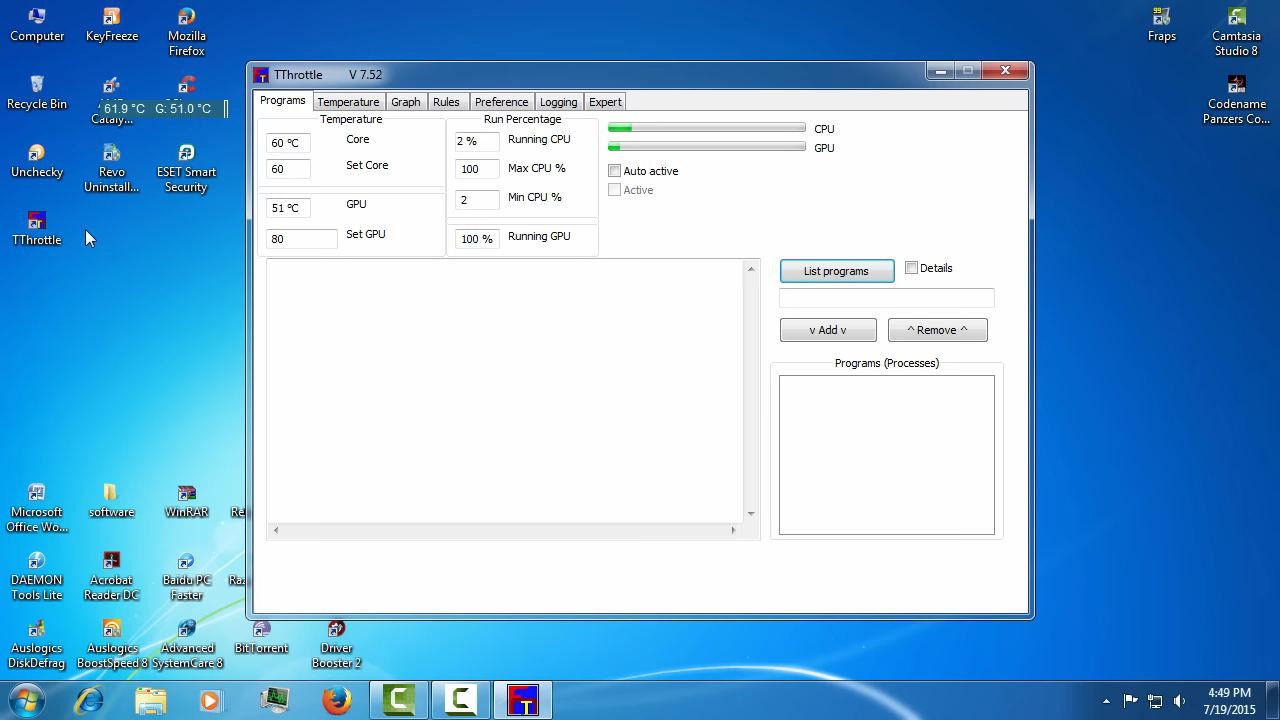 Computer
KeyFreeze
Mozilla
Firefox
Fraps
Camtasia
Studio 8
Recycle Bin
Cataly...
61.9 °C G: 51.0 °C
Codename
Panzers Co...
Unchecky
Revo
Uninstall...
ESET Smart
Security
TThrottle
TThrottle V 7.52
Programs
Temperature
Graph
Rules
Preference
Logging
Expert
Temperature
60 °C
Core
60
Set Core
51 °C
GPU
80
Set GPU
Run Percentage
2 %
Running CPU
100
Max CPU %
2
Min CPU %
100 %
Running GPU
CPU
GPU
Auto active
Active
List programs
Details
v Add v
^ Remove ^
Programs (Processes)
Microsoft
Office Wo...
software
WinRAR
DAEMON
Tools Lite
Acrobat
Reader DC
Baidu PC
Faster
Auslogics
DiskDefrag
Auslogics
BoostSpeed 8
Advanced
SystemCare 8
BitTorrent
Driver
Booster 2
4:49 PM
7/19/2015